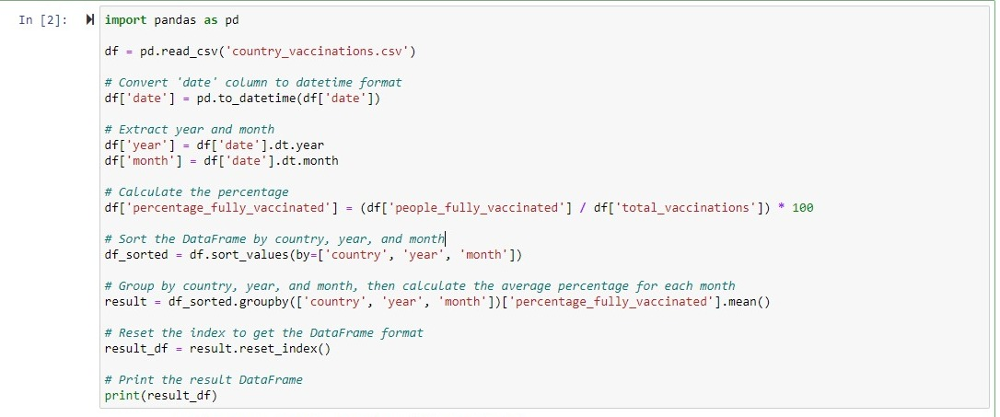 In [2]:
import pandas as pd
df = pd.read_csv('country_vaccinations.csv')
# Convert 'date' column to datetime format
df['date'] = pd.to_datetime(df['date'])
# Extract year and month
df['year'] = df['date'].dt.year
df['month'] = df['date'].dt.month
# Calculate the percentage
df['percentage_fully_vaccinated'] = (df['people_fully_vaccinated'] / df['total_vaccinations']) * 100
# Sort the DataFrame by country, year, and month
df_sorted = df.sort_values(by=['country', 'year', 'month'])
# Group by country, year, and month, then calculate the average percentage for each month
result = df_sorted.groupby(['country', 'year', 'month'])['percentage_fully_vaccinated'].mean()
# Reset the index to get the DataFrame format
result_df = result.reset_index()
# Print the result DataFrame
print(result_df)